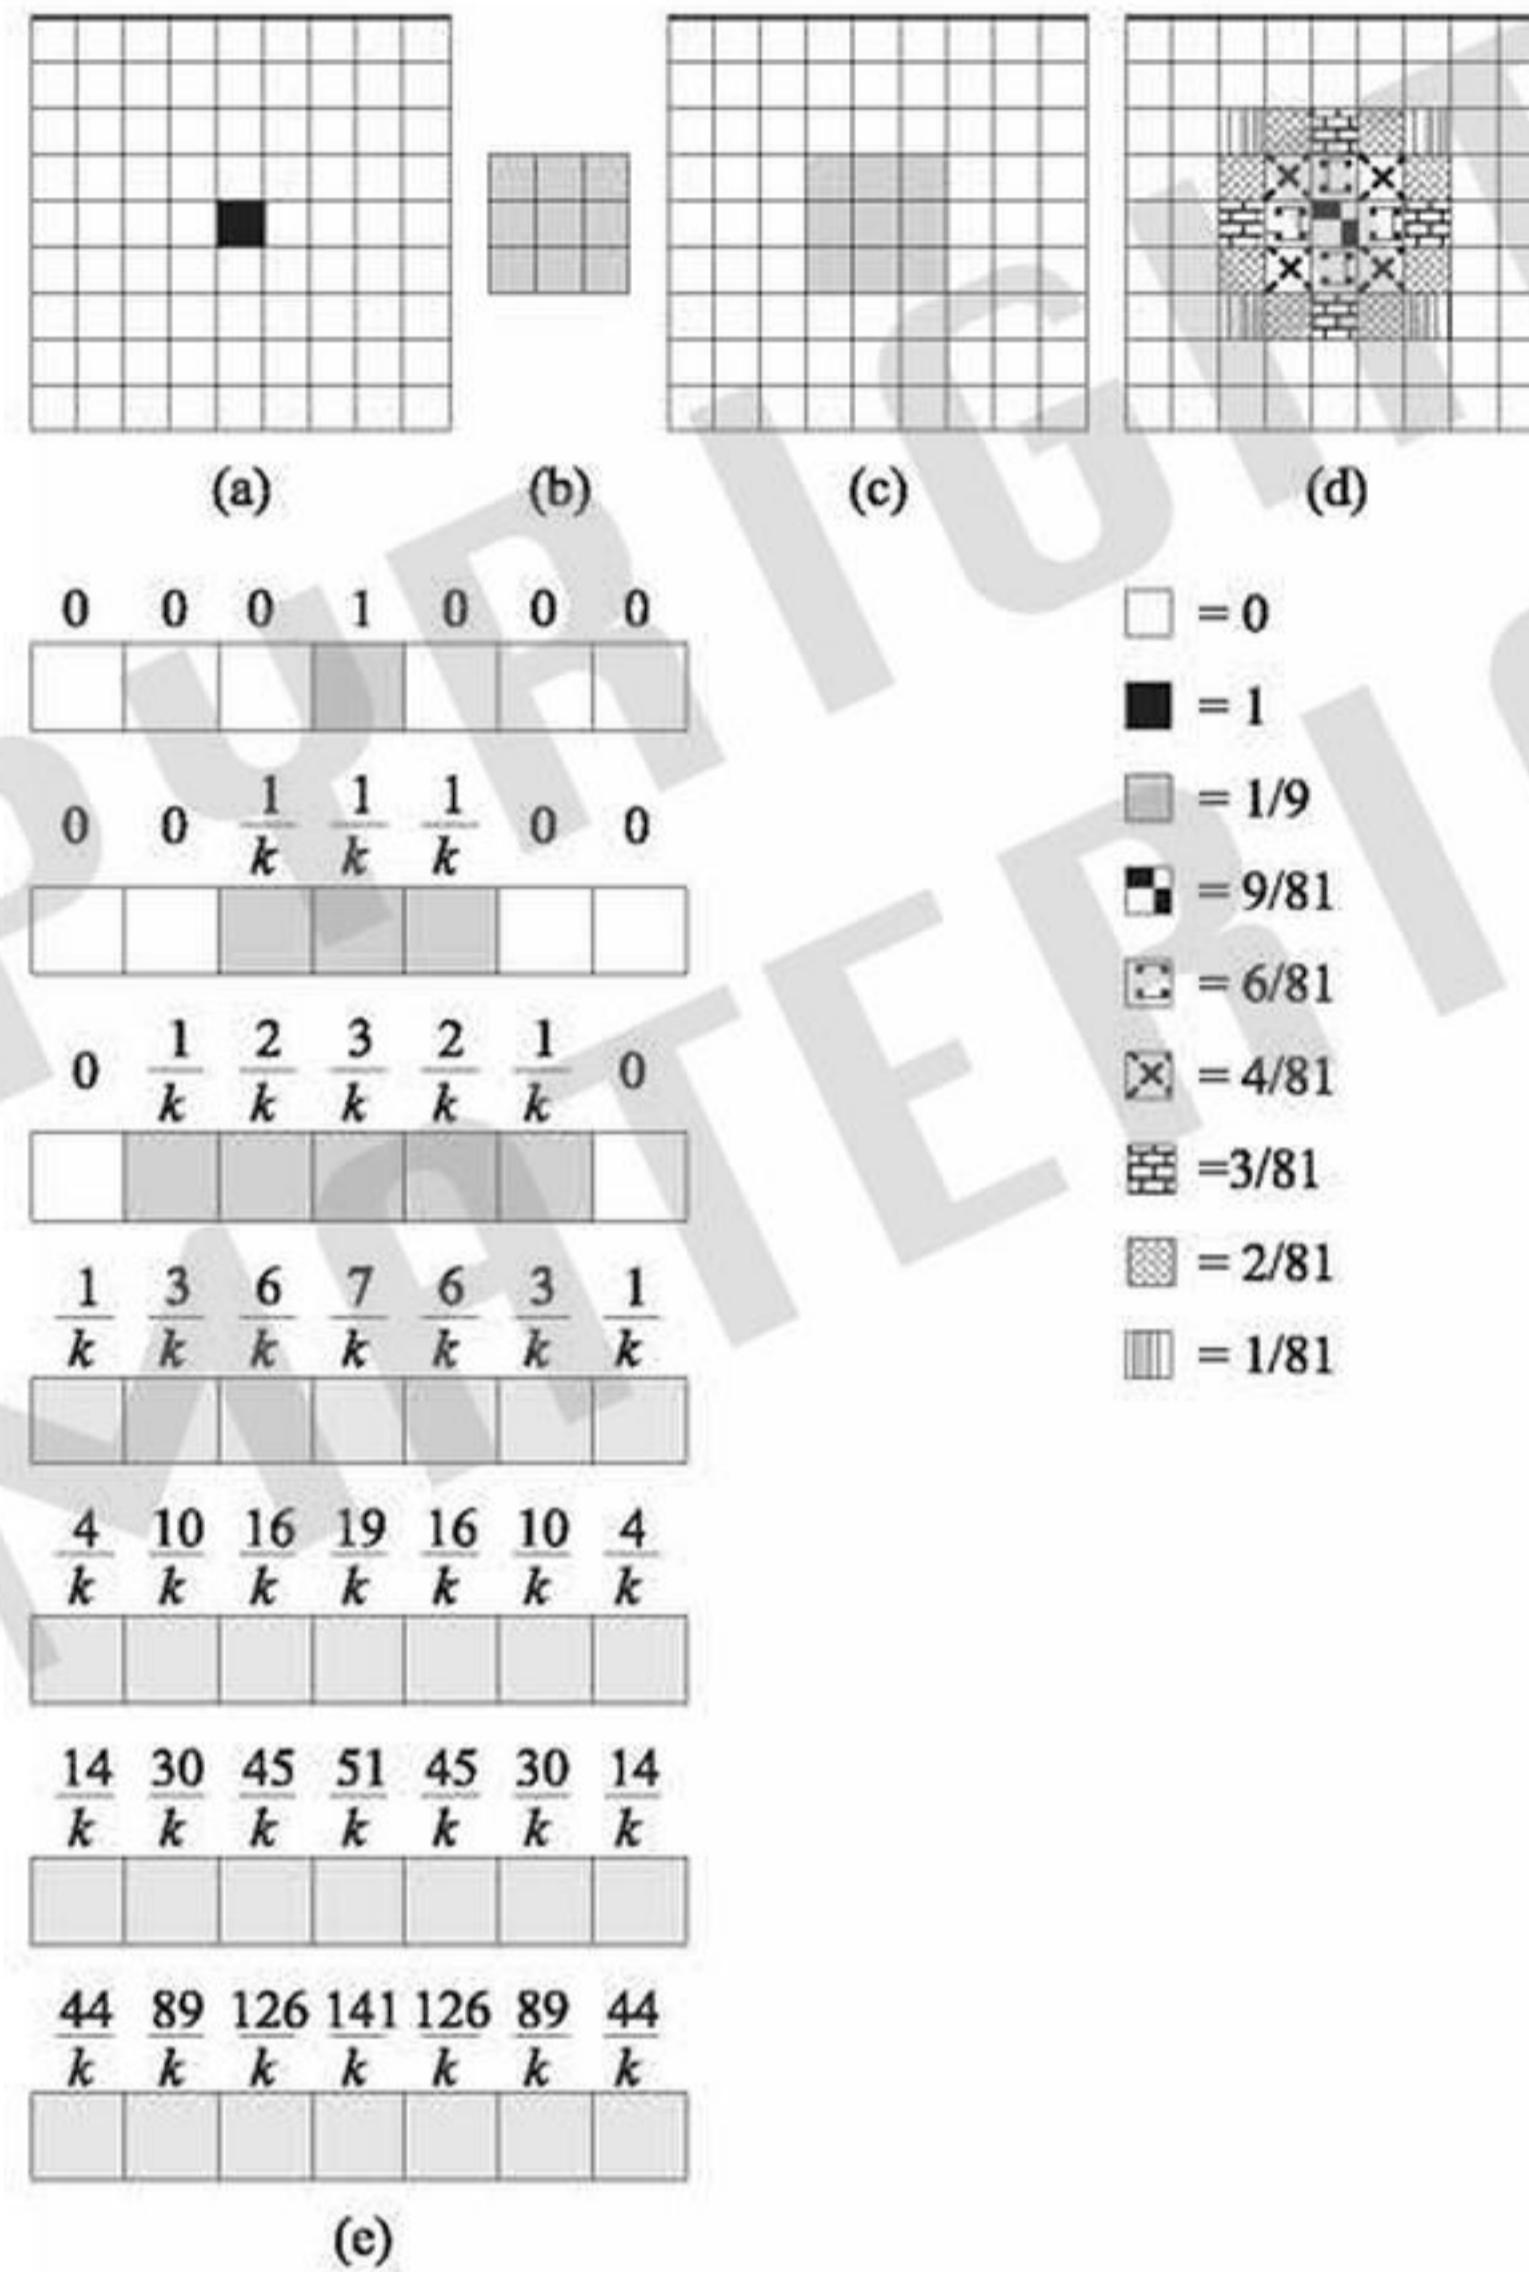 (a) (b) (c) (d)
0 0 0 1 0 0 0
0 0 1/k 1/k 1/k 0 0
0 1/k 2/k 3/k 2/k 1/k 0
1/k 3/k 6/k 7/k 6/k 3/k 1/k
4/k 10/k 16/k 19/k 16/k 10/k 4/k
14/k 30/k 45/k 51/k 45/k 30/k 14/k
44/k 89/k 126/k 141/k 126/k 89/k 44/k
(e)
= 0
= 1
= 1/9
= 9/81
= 6/81
= 4/81
=3/81
= 2/81
= 1/81
PYRIGHT
MATERI